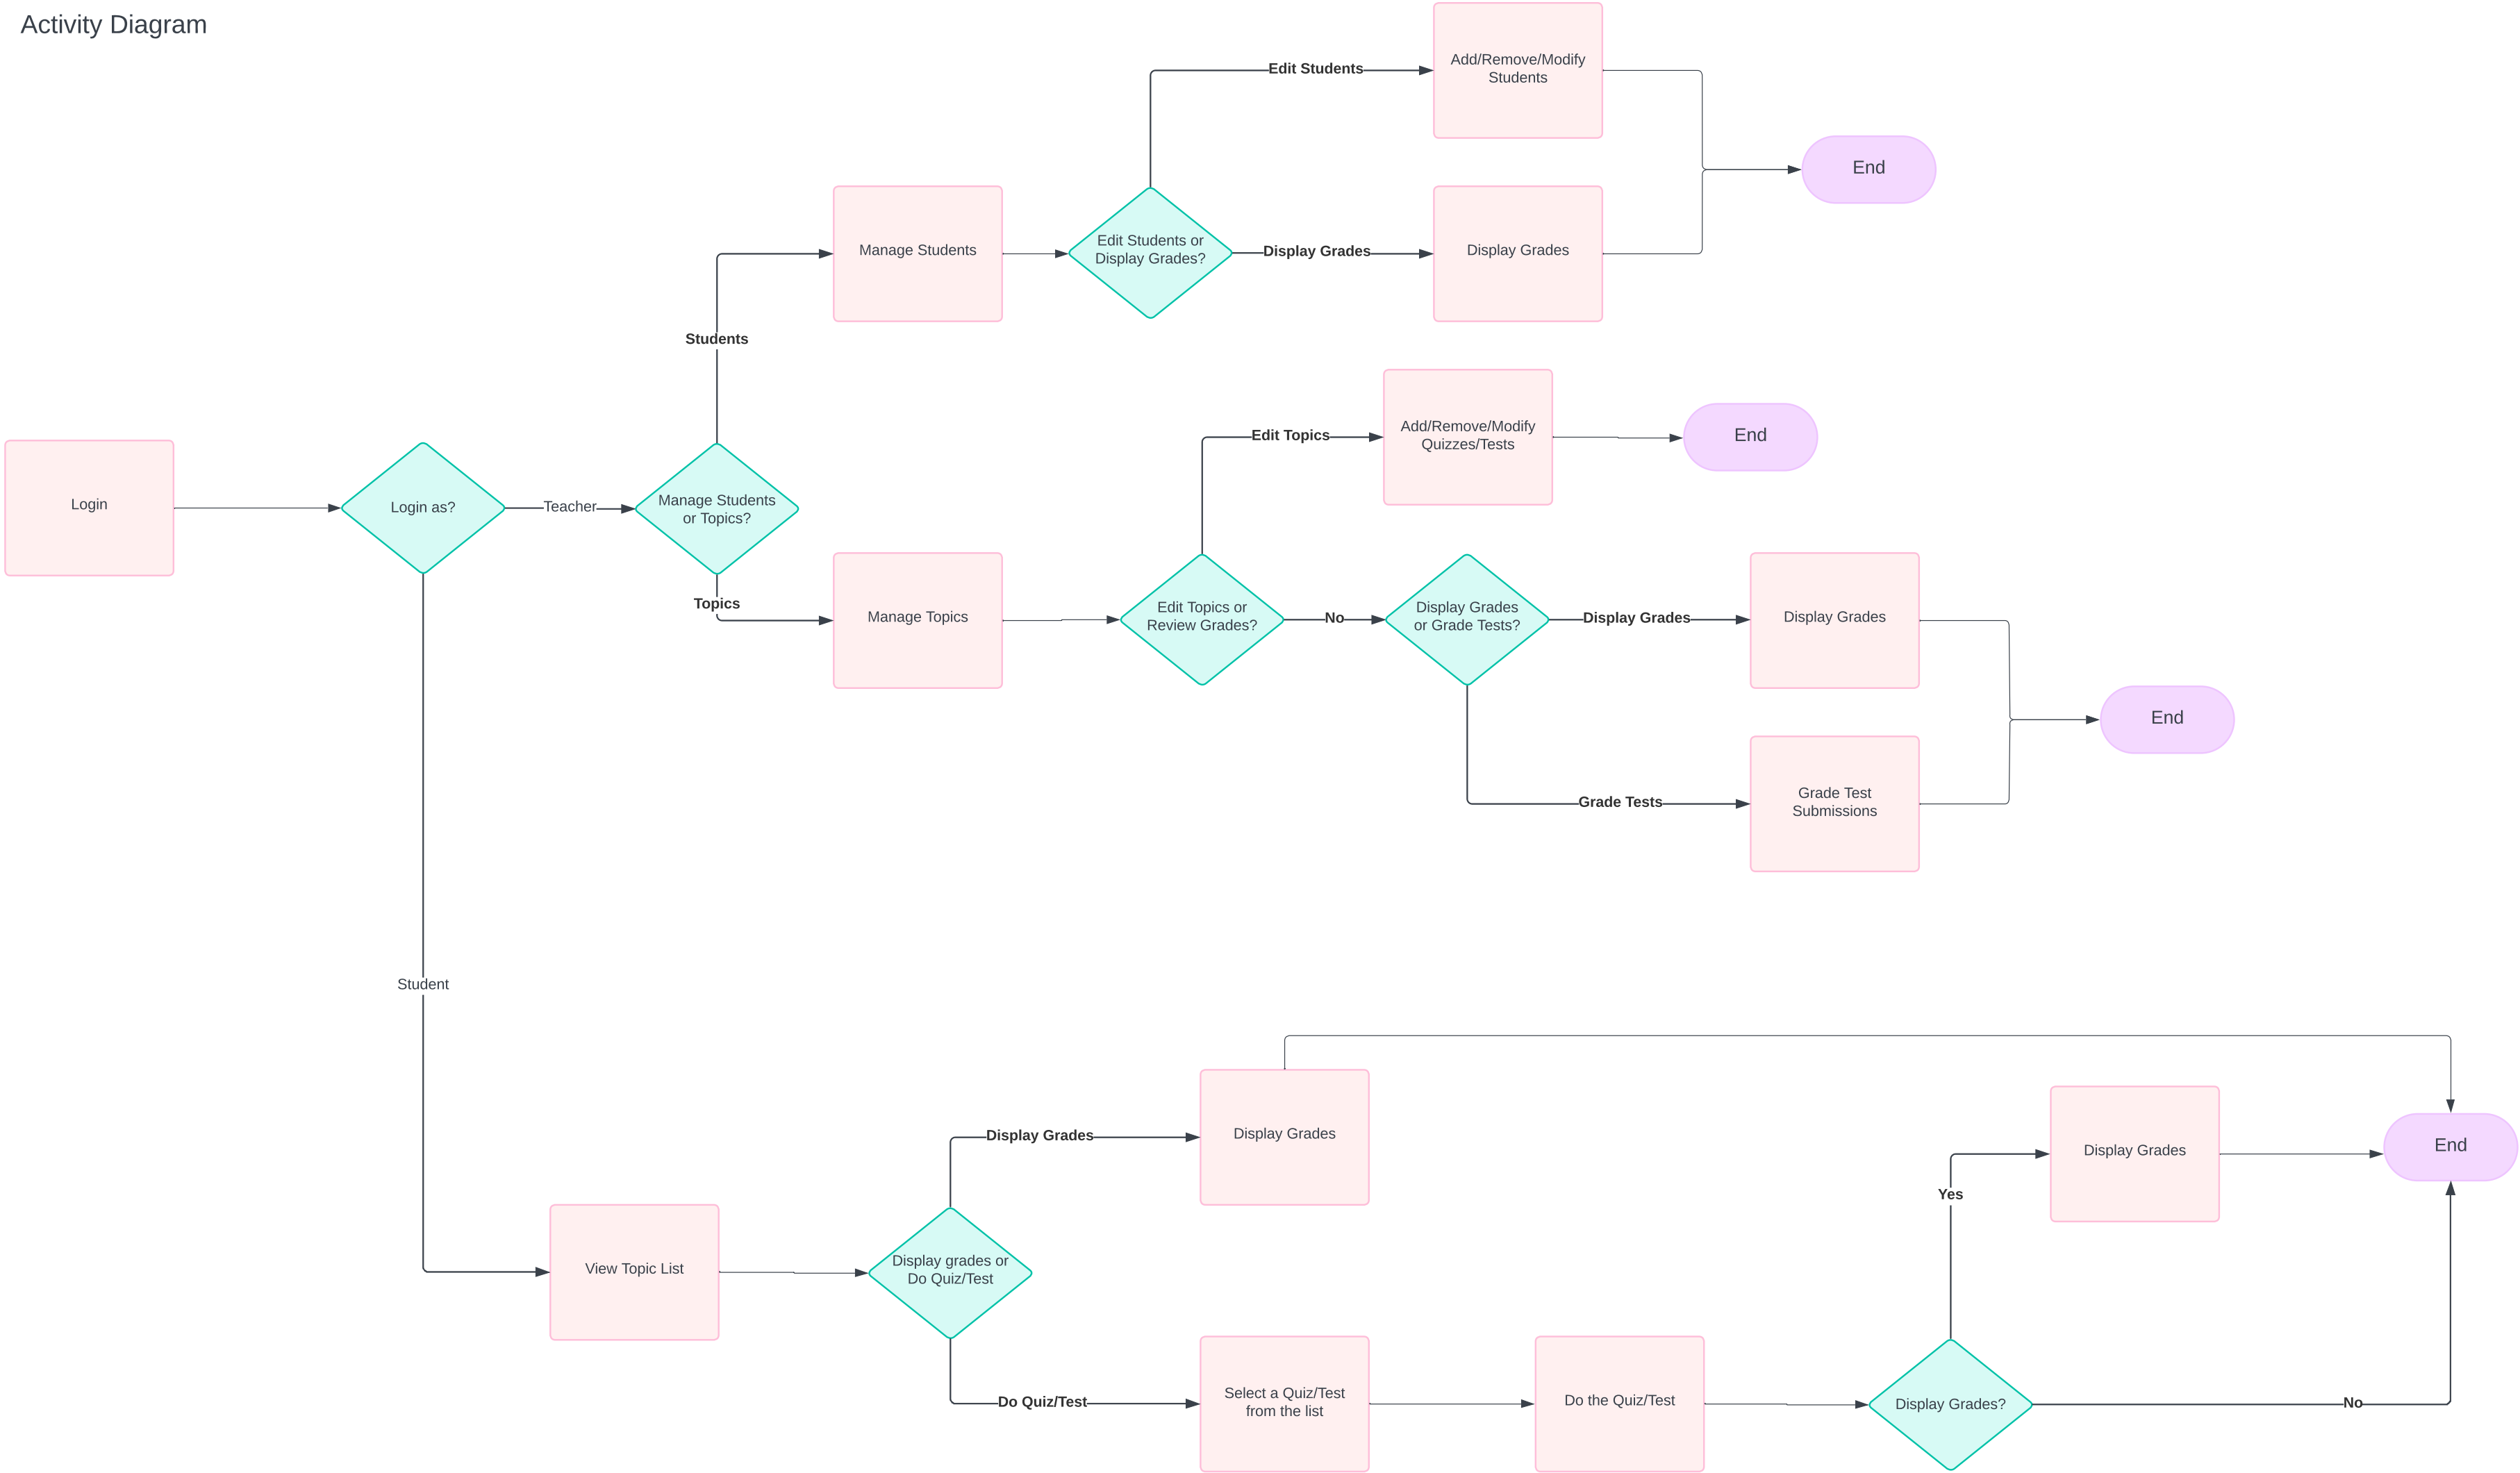 Activity Diagram
Edit Students
Add/Remove/Modify
Students
End
Manage Students
Edit Students or
Display Grades?
Display Grades
Display Grades
Students
Login
Login as?
Teacher
Manage Students
or Topics?
Edit Topics
Add/Remove/Modify
Quizzes/Tests
End
Topics
Manage Topics
Edit Topics or
Review Grades?
No
Display Grades
or Grade Tests?
Display Grades
Display Grades
End
Grade Tests
Grade Test
Submissions
Student
Display Grades
Display Grades
Yes
Display Grades
End
View Topic List
Display grades or
Do Quiz/Test
Do Quiz/Test
Select a Quiz/Test
from the list
Do the Quiz/Test
Display Grades?
No